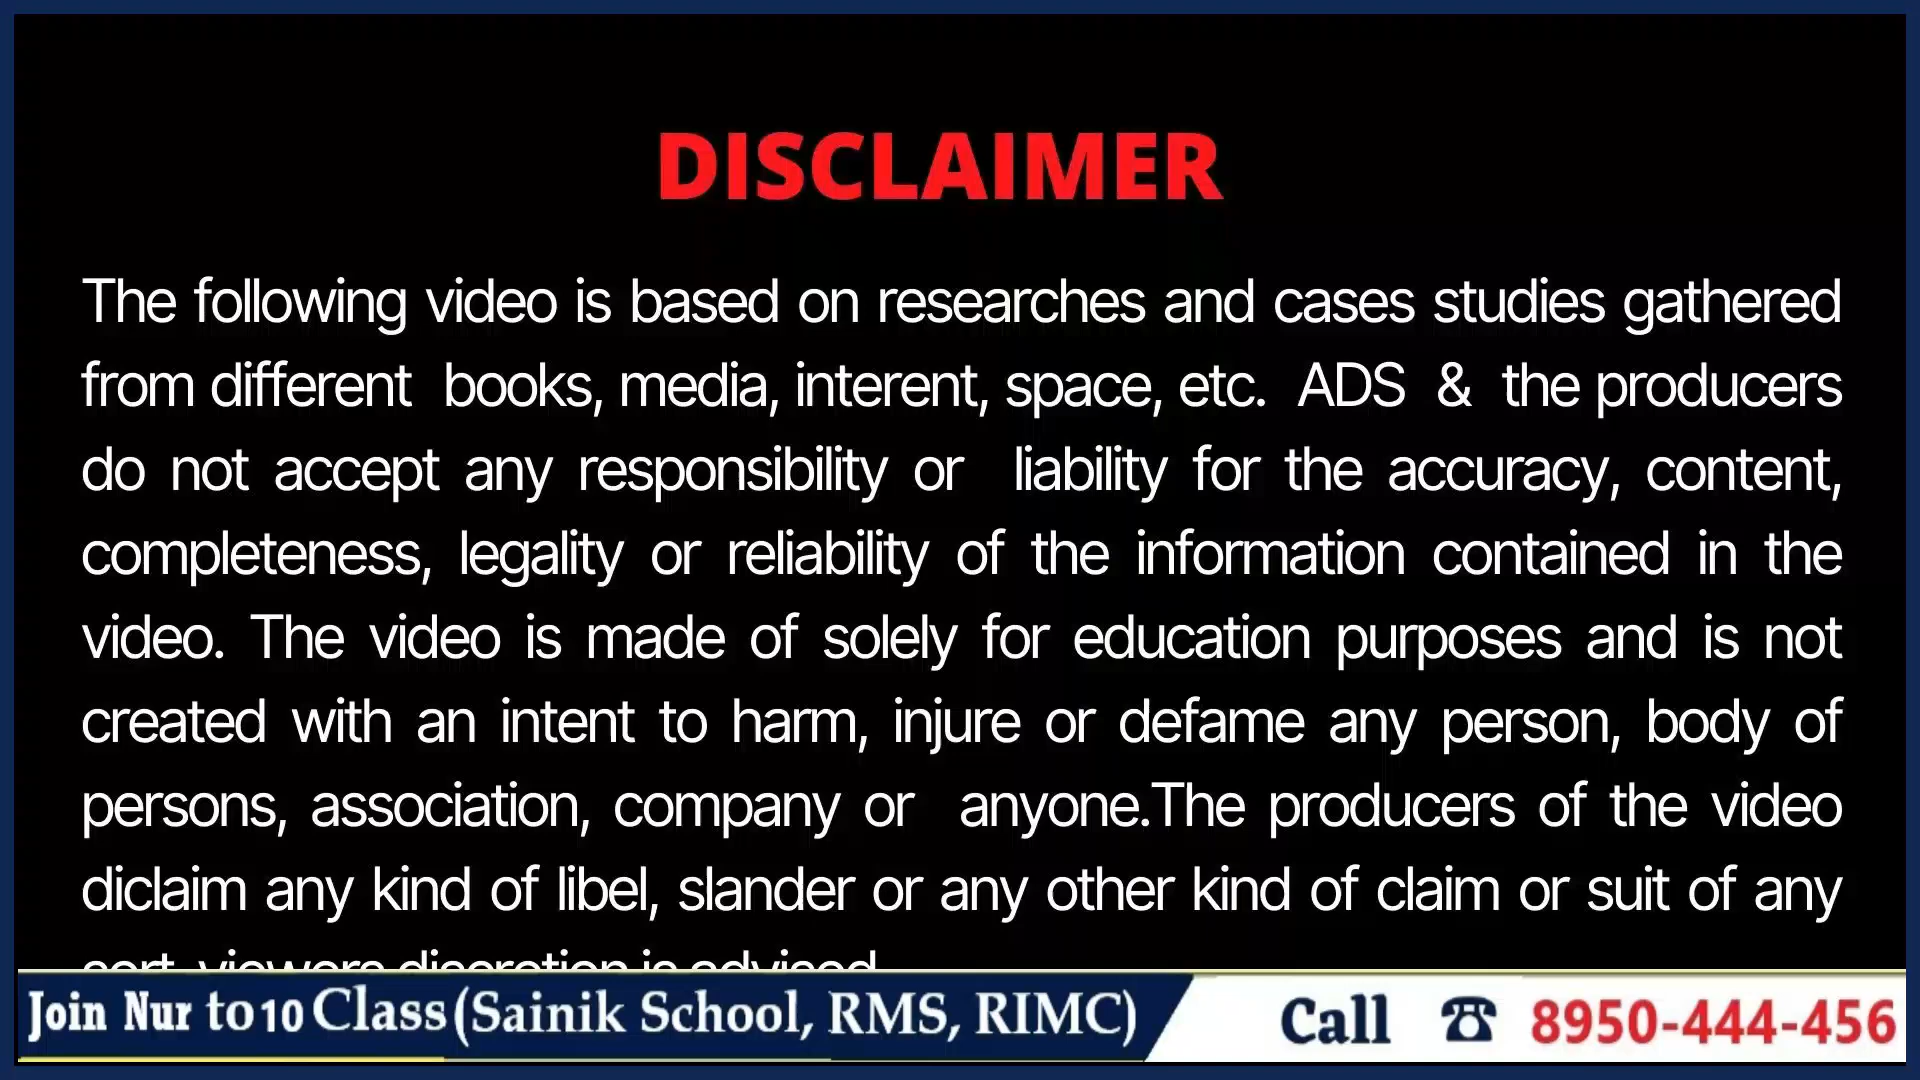 DISCLAIMER
The following video is based on researches and cases studies gathered
from different books, media, interent, space, etc. ADS & the producers
do not accept any responsibility or liability for the accuracy, content,
completeness, legality or reliability of the information contained in the
video. The video is made of solely for education purposes and is not
created with an intent to harm, injure or defame any person, body of
persons, association, company or anyone.The producers of the video
diclaim any kind of libel, slander or any other kind of claim or suit of any
sort. viewers discretion is advised
Join Nur to 10 Class (Sainik School, RMS, RIMC) Call ☎ 8950-444-456